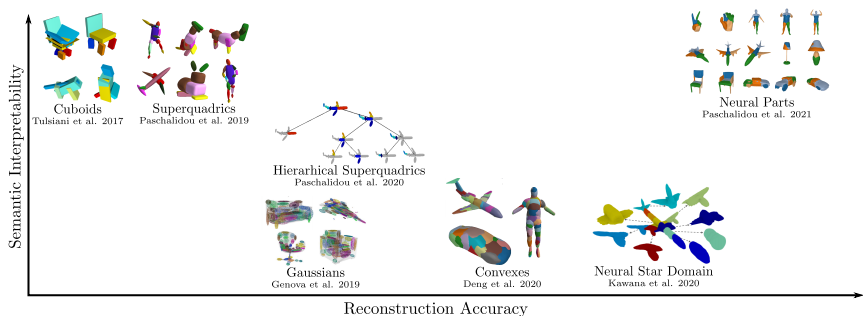 Semantic Interpretability
Cuboids
Tulsiani et al. 2017
Superquadrics
Paschalidou et al. 2019
Neural Parts
Paschalidou et al. 2021
Hierarhical Superquadrics
Paschalidou et al. 2020
Gaussians
Genova et al. 2019
Convexes
Deng et al. 2020
Neural Star Domain
Kawana et al. 2020
Reconstruction Accuracy